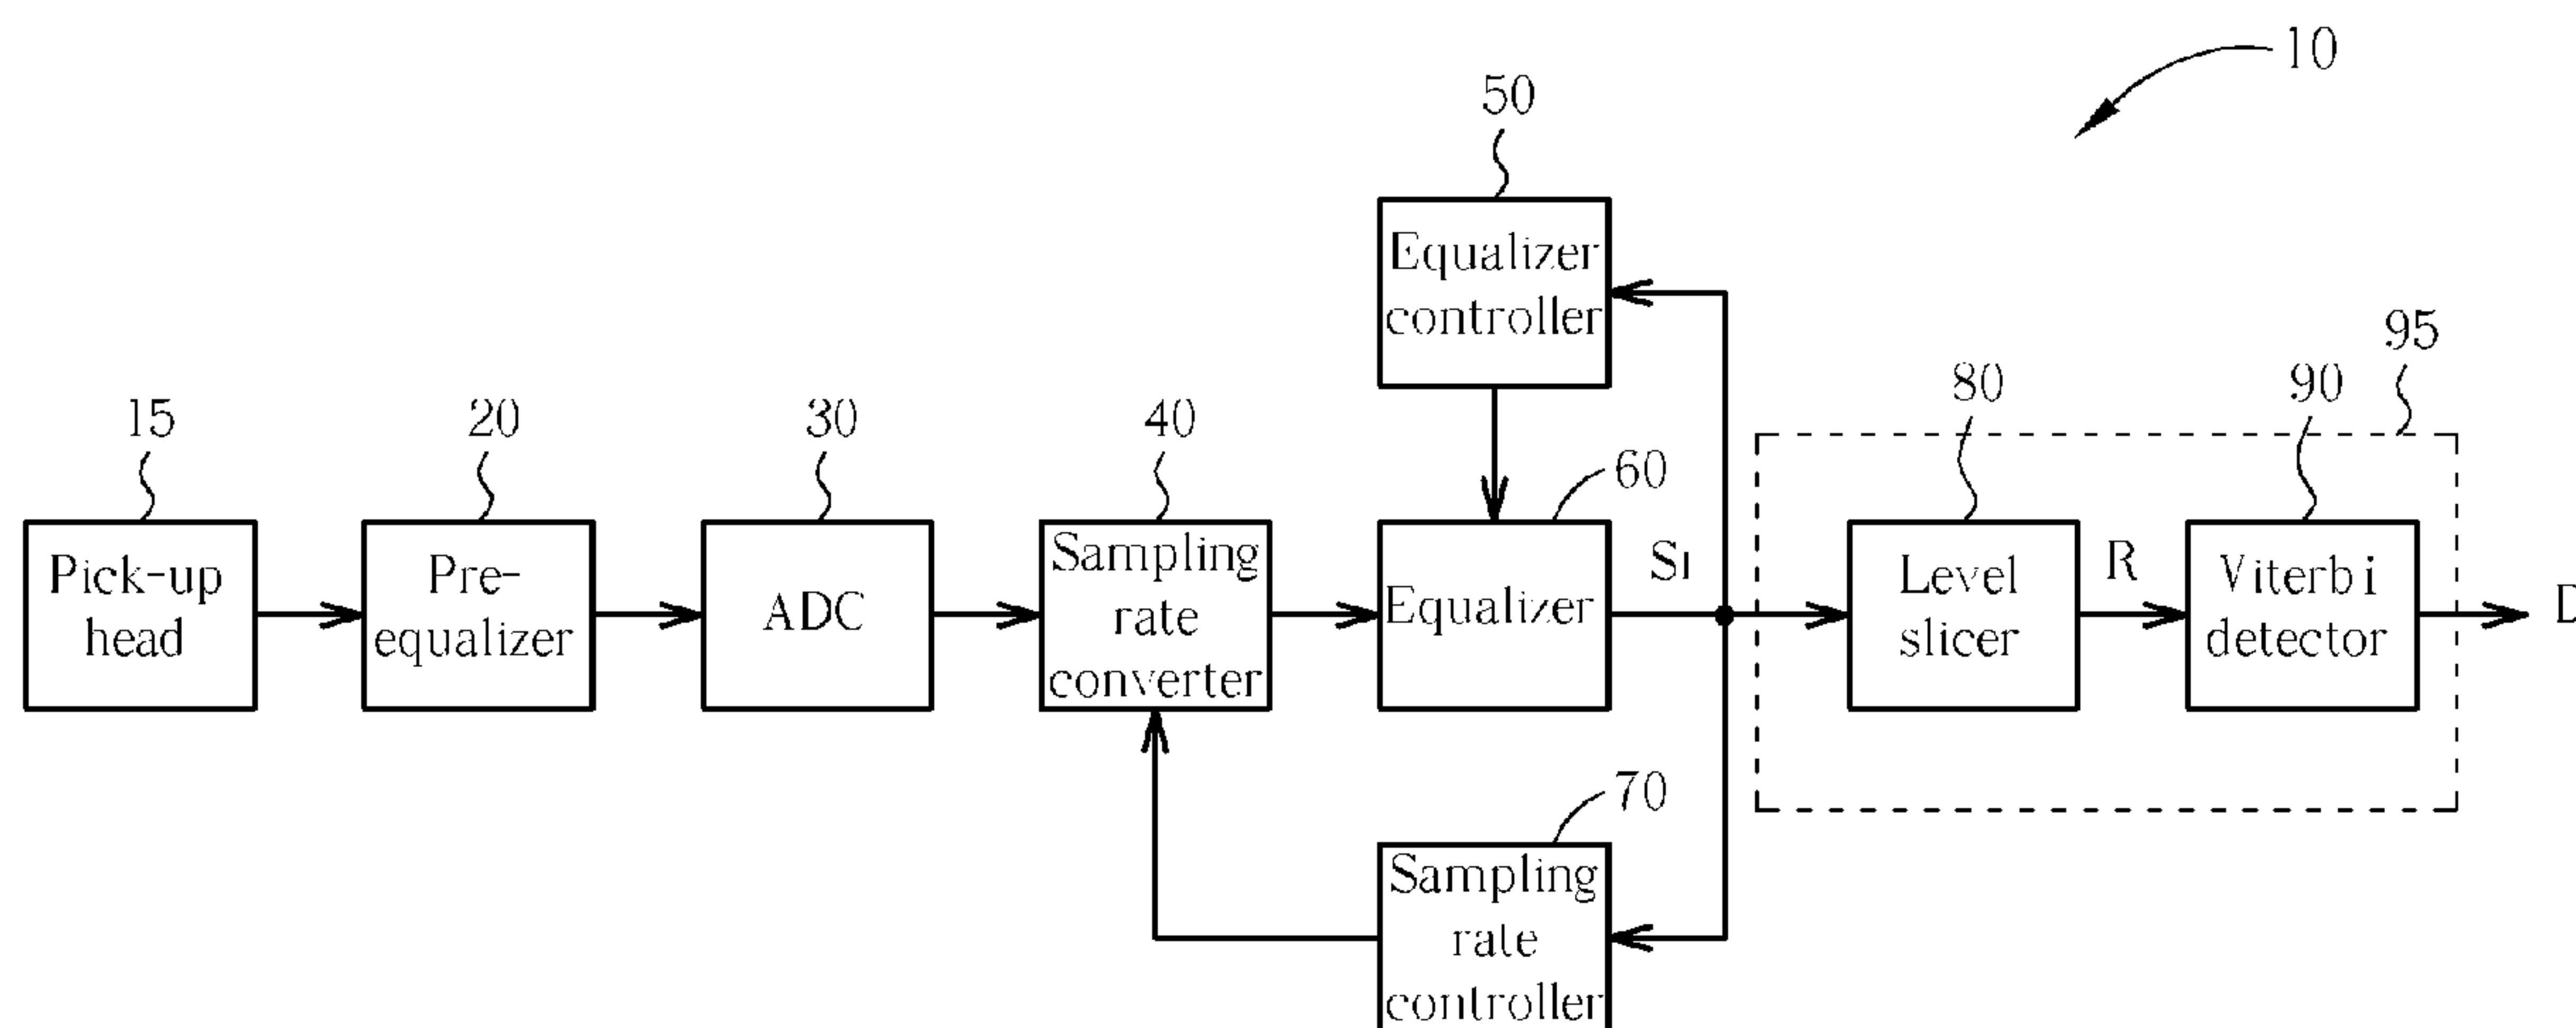 10
50
Equalizer
controller
95
80
90
15
20
30
40
60
Pick-up
head
Pre-
equalizer
ADC
Sampling
rate
converter
Equalizer
S1
Level
slicer
R
Viterbi
detector
D
70
Sampling
rate
controller